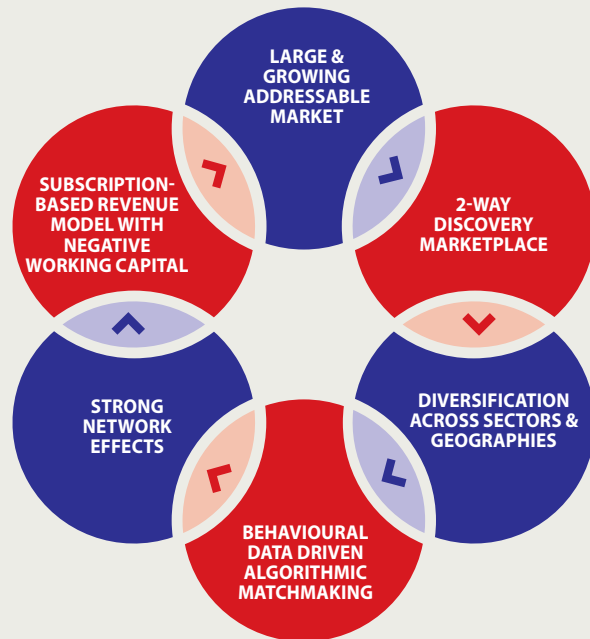 LARGE &
GROWING
ADDRESSABLE
MARKET
2-WAY
DISCOVERY
MARKETPLACE
DIVERSIFICATION
ACROSS SECTORS &
GEOGRAPHIES
BEHAVIOURAL
DATA DRIVEN
ALGORITHMIC
MATCHMAKING
STRONG
NETWORK
EFFECTS
SUBSCRIPTION-
BASED REVENUE
MODEL WITH
NEGATIVE
WORKING CAPITAL